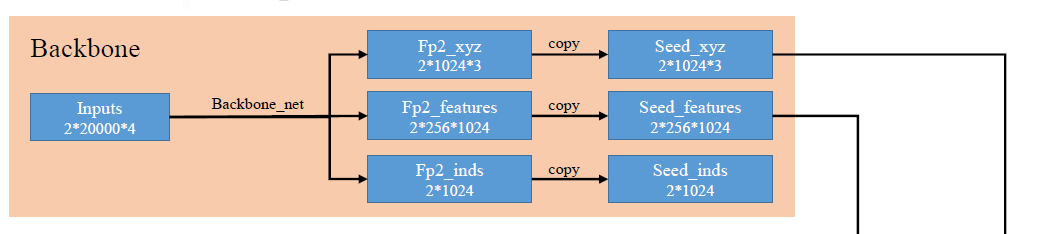 Backbone
Fp2_xyz
2*1024*3
copy
Seed_xyz
2*1024*3
Inputs
2*20000*4
Backbone_net
Fp2_features
2*256*1024
copy
Seed_features
2*256*1024
Fp2_inds
2*1024
copy
Seed_inds
2*1024